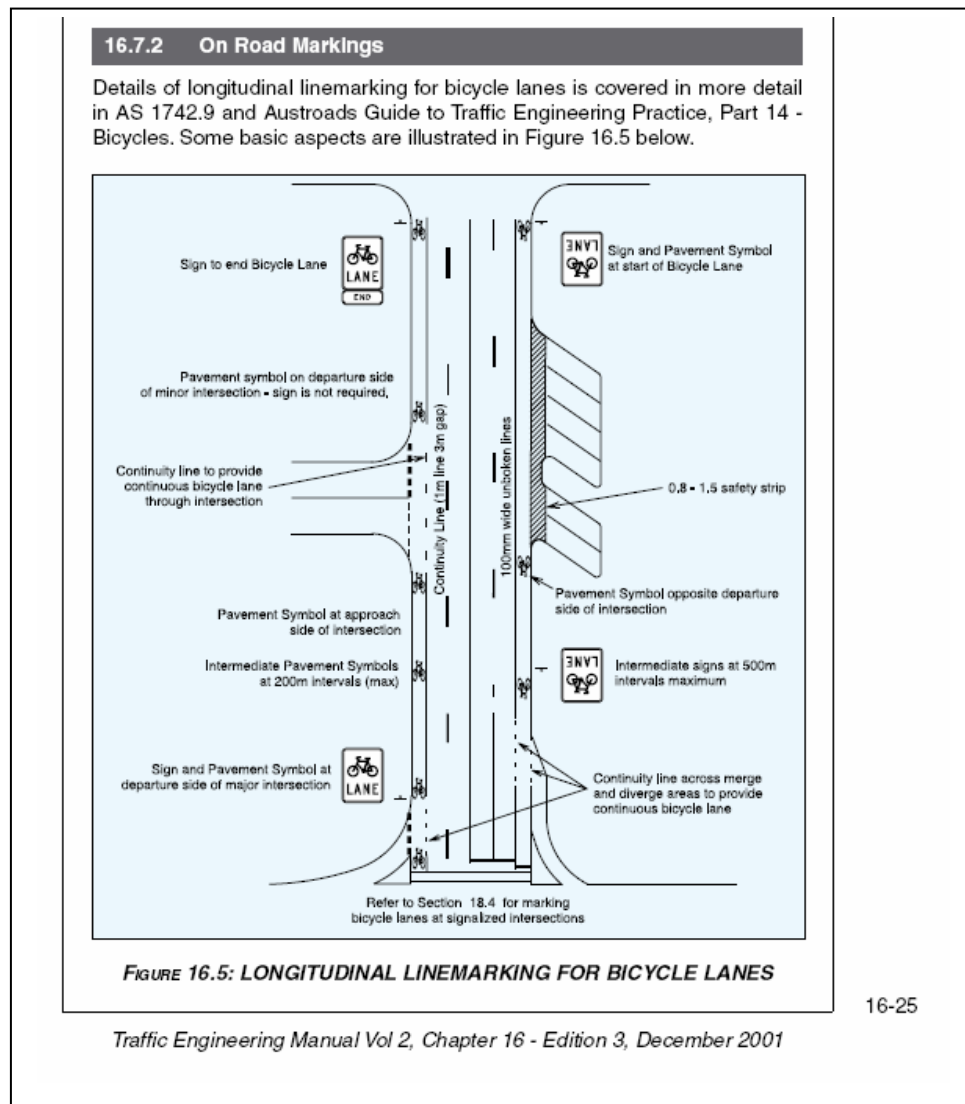 16.7.2 On Road Markings
Details of longitudinal linemarking for bicycle lanes is covered in more detail
in AS 1742.9 and Austroads Guide to Traffic Engineering Practice, Part 14 -
Bicycles. Some basic aspects are illustrated in Figure 16.5 below.
Sign to end Bicycle Lane
LANE
END
LANE
Sign and Pavement Symbol
at start of Bicycle Lane
Pavement symbol on departure side
of minor intersection - sign is not required,
Continuity line to provide
continuous bicycle lane
through intersection
Continuity Line (1m line 3m gap)
100mm wide unboken lines
0.8 - 1.5 safety strip
Pavement Symbol at approach
side of intersection
Pavement Symbol opposite departure
side of intersection
Intermediate Pavement Symbols
at 200m intervals (max)
LANE
Intermediate signs at 500m
intervals maximum
Sign and Pavement Symbol at
departure side of major intersection
LANE
Continuity line across merge
and diverge areas to provide
continuous bicycle lane
Refer to Section 18.4 for marking
bicycle lanes at signalized intersections
FIGURE 16.5: LONGITUDINAL LINEMARKING FOR BICYCLE LANES
16-25
Traffic Engineering Manual Vol 2, Chapter 16 - Edition 3, December 2001